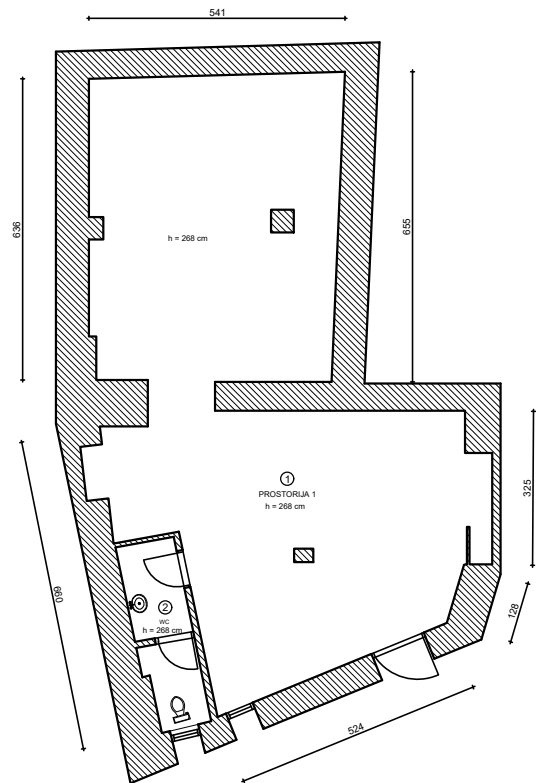 541
636
655
h = 268 cm
325
1
PROSTORIJA 1
h = 268 cm
660
2
WC
h = 268 cm
128
524